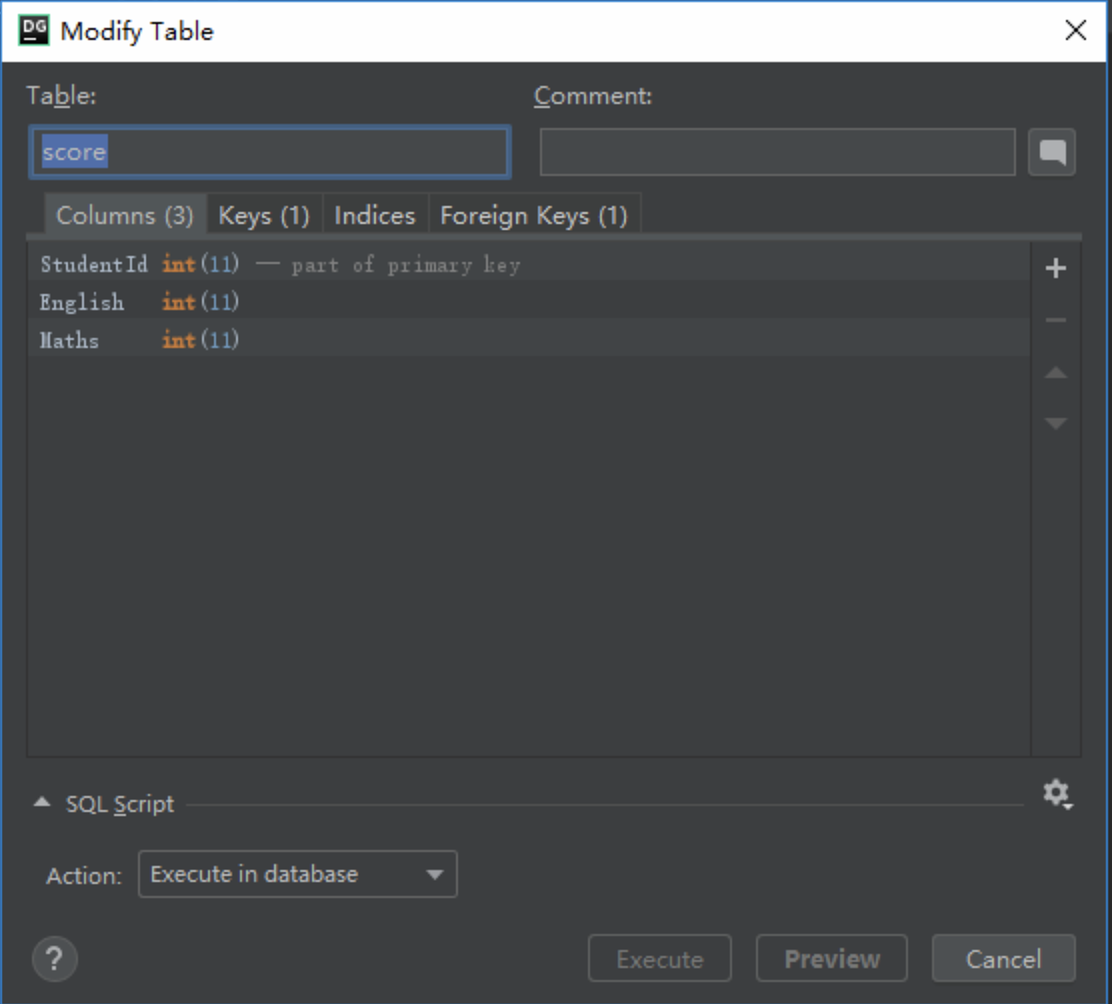 DG Modify Table
Table: Comment:
score
Columns (3) Keys (1) Indices Foreign Keys (1)
StudentId int(11) — part of primary key
English int(11)
Maths int(11)
SQL Script
Action: Execute in database
? Execute Preview Cancel